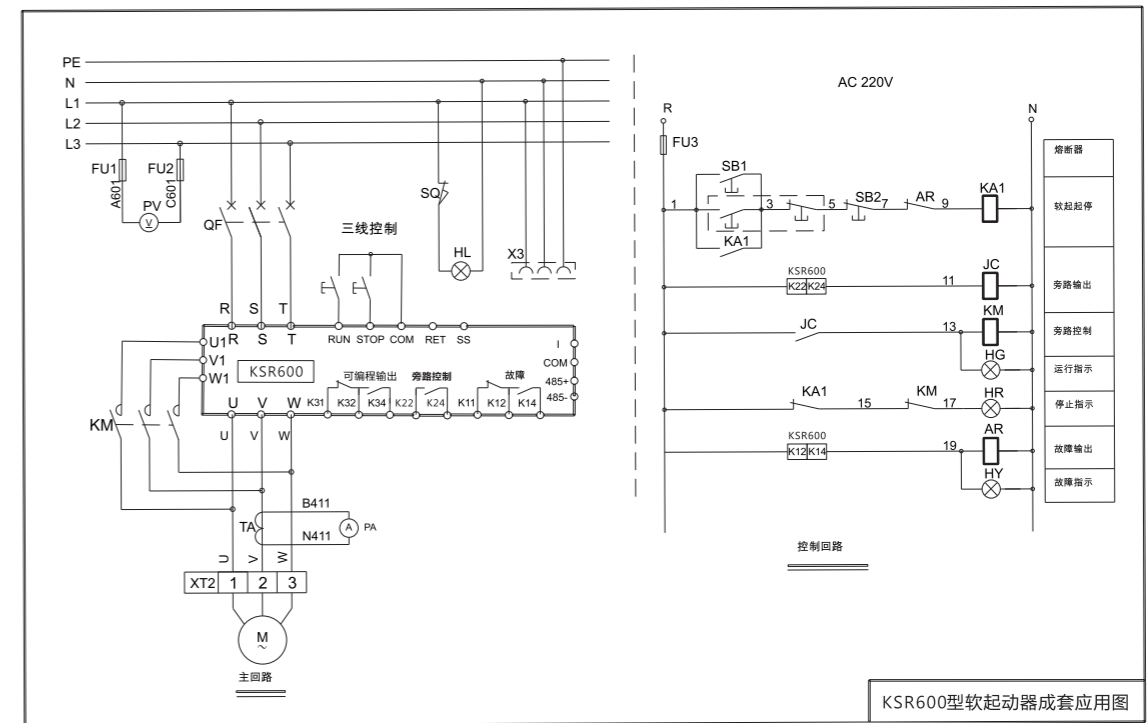 PE
N
L1
L2
L3
FU1
FU2
A601
C601
PV
V
QF
SQ
HL
X3
三线控制
R S T
R S T RUN STOP COM RET SS
U1
V1
W1
KSR600
I
COM
485+
485-
可编程输出 旁路控制 故障
U V W K31 K32 K34 K22 K24 K11 K12 K14
KM
U V W
B411
TA
A
PA
N411
U V W
XT2 1 2 3
M
~
主回路
AC 220V
R
N
FU3
熔断器
SB1
1 3 5 SB2 7 AR 9 KA1
KA1
软起起停
KSR600
K22 K24
11
JC
旁路输出
JC
13
KM
旁路控制
HG
运行指示
KA1
15
KM
17
HR
停止指示
KSR600
K12 K14
19
AR
故障输出
HY
故障指示
控制回路
KSR600型软起动器成套应用图